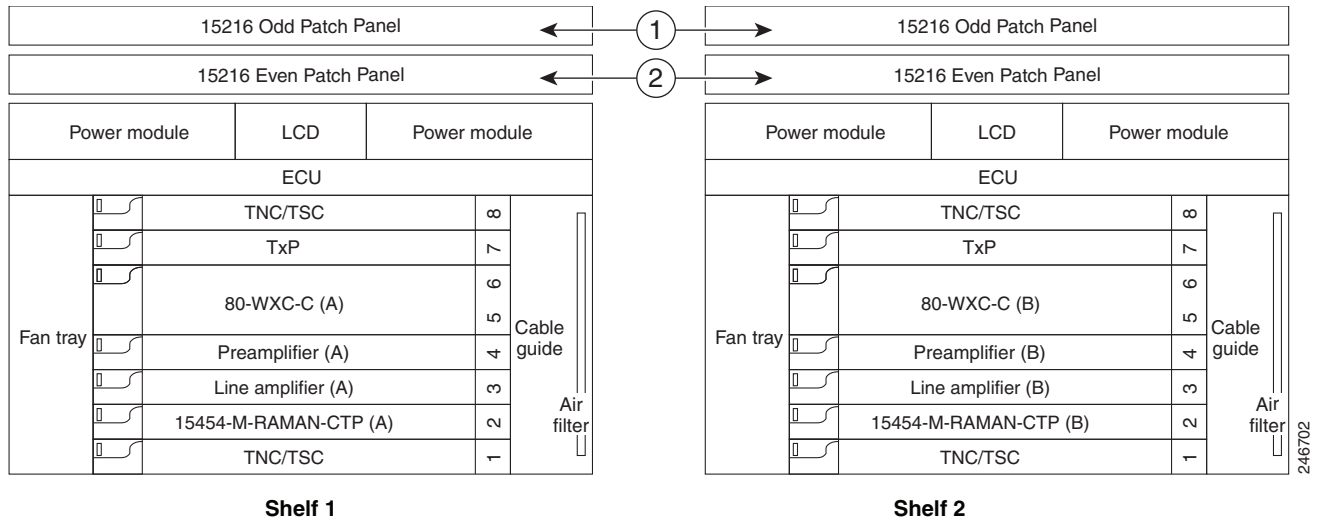 15216 Odd Patch Panel
1
15216 Odd Patch Panel
15216 Even Patch Panel
2
15216 Even Patch Panel
Power module
LCD
Power module
ECU
Fan tray
TNC/TSC
8
TxP
7
80-WXC-C (A)
6
5
Preamplifier (A)
4
Line amplifier (A)
3
15454-M-RAMAN-CTP (A)
2
TNC/TSC
1
Cable
guide
Air
filter
Shelf 1
Power module
LCD
Power module
ECU
Fan tray
TNC/TSC
8
TxP
7
80-WXC-C (B)
6
5
Preamplifier (B)
4
Line amplifier (B)
3
15454-M-RAMAN-CTP (B)
2
TNC/TSC
1
Cable
guide
Air
filter
Shelf 2
246702